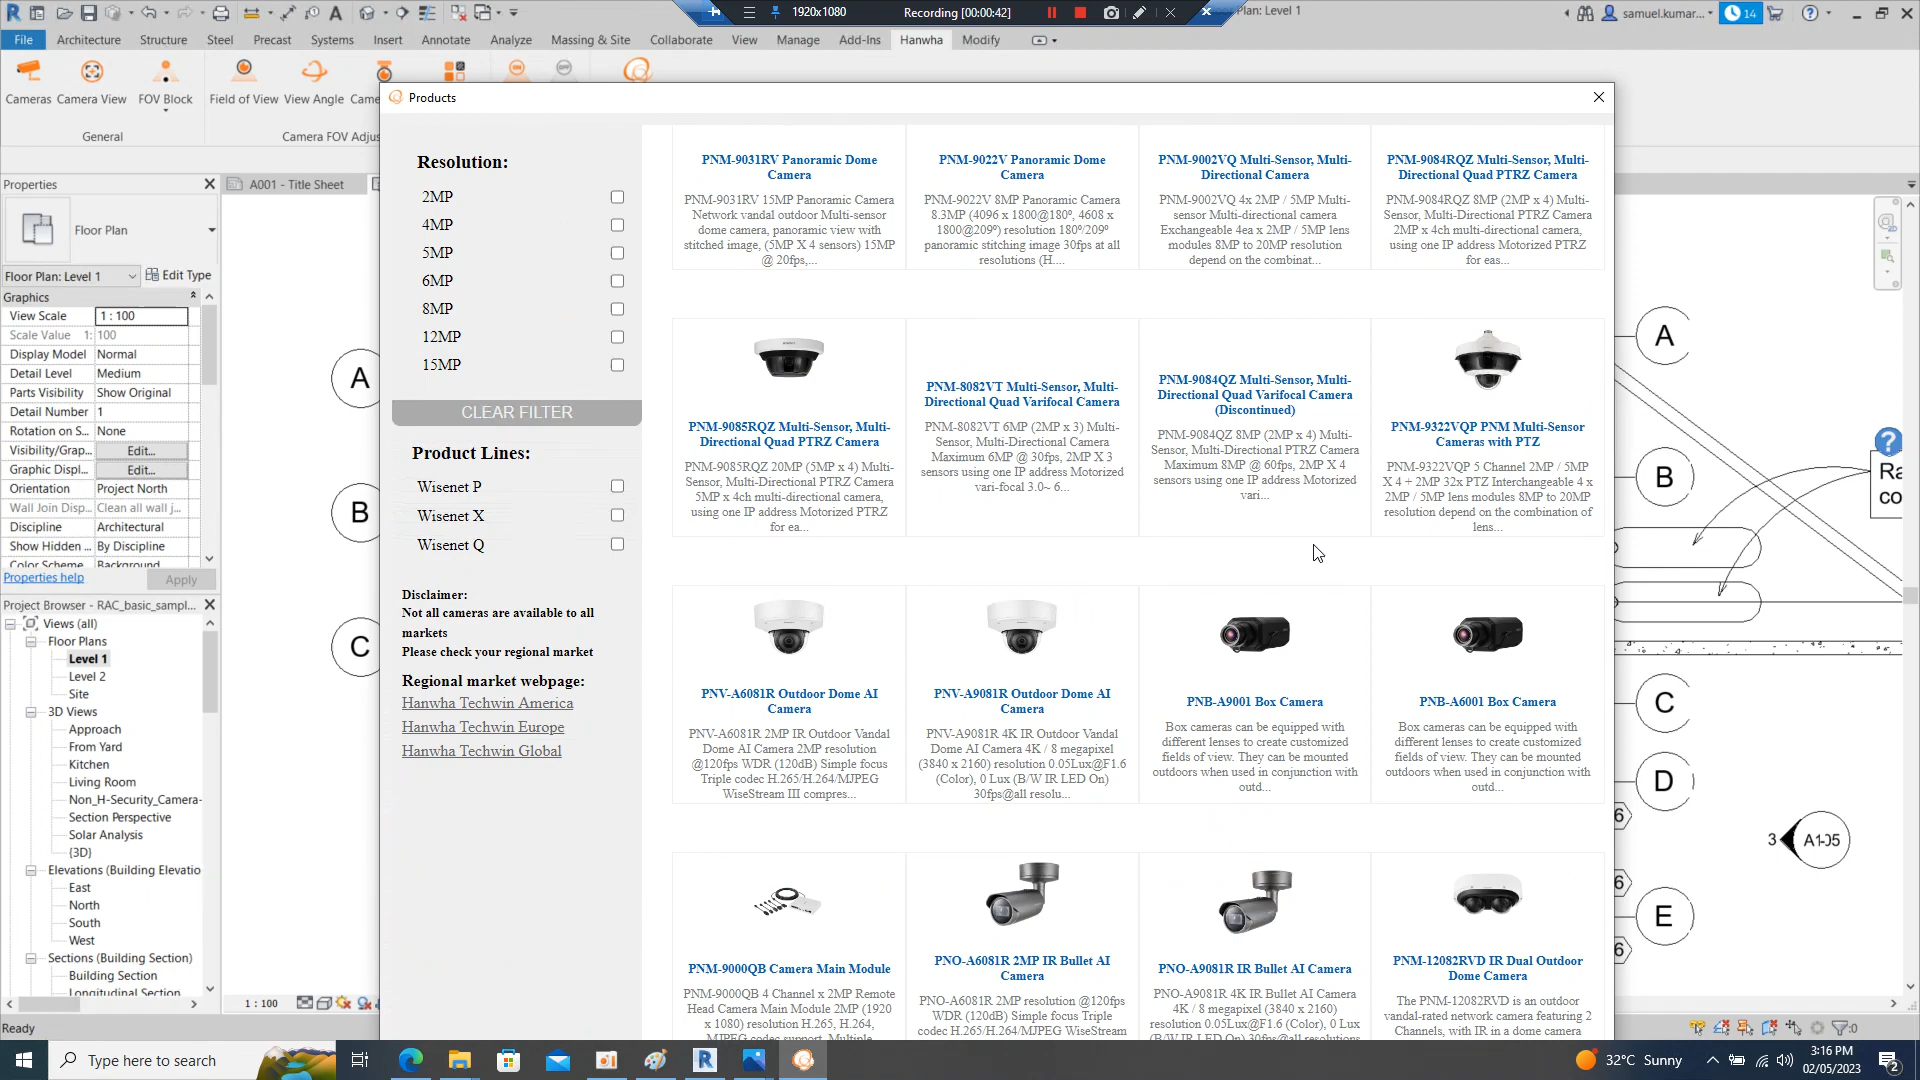 1920x1080
Recording [00:00:42]
Plan: Level 1
samuel.kumar...
14
File
Architecture
Structure
Steel
Precast
Systems
Insert
Annotate
Analyze
Massing & Site
Collaborate
View
Manage
Add-Ins
Hanwha
Modify
Cameras
Camera View
FOV Block
Field of View
View Angle
Came
General
Camera FOV Adjus
Products
Properties
A001 - Title Sheet
Floor Plan
Floor Plan: Level 1
Edit Type
Graphics
View Scale
1 : 100
Scale Value 1:
100
Display Model
Normal
Detail Level
Medium
Parts Visibility
Show Original
Detail Number
1
Rotation on S...
None
Visibility/Grap...
Edit...
Graphic Displ...
Edit...
Orientation
Project North
Wall Join Disp...
Clean all wall j...
Discipline
Architectural
Show Hidden ...
By Discipline
Color Scheme
Background
Properties help
Apply
Project Browser - RAC_basic_sampl...
Views (all)
Floor Plans
Level 1
Level 2
Site
3D Views
Approach
From Yard
Kitchen
Living Room
Non_H-Security_Camera-
Section Perspective
Solar Analysis
{3D}
Elevations (Building Elevatio
East
North
South
West
Sections (Building Section)
Building Section
Longitudinal Section
A
B
C
1 : 100
Ready
Resolution:
2MP
4MP
5MP
6MP
8MP
12MP
15MP
CLEAR FILTER
Product Lines:
Wisenet P
Wisenet X
Wisenet Q
Disclaimer:
Not all cameras are available to all
markets
Please check your regional market
Regional market webpage:
Hanwha Techwin America
Hanwha Techwin Europe
Hanwha Techwin Global
PNM-9031RV Panoramic Dome
Camera
PNM-9031RV 15MP Panoramic Camera
Network vandal outdoor Multi-sensor
dome camera, panoramic view with
stitched image, (5MP X 4 sensors) 15MP
@ 20fps,...
PNM-9022V Panoramic Dome
Camera
PNM-9022V 8MP Panoramic Camera
8.3MP (4096 x 1800@180º, 4608 x
1800@209º) resolution 180º/209º
panoramic stitching image 30fps at all
resolutions (H....
PNM-9002VQ Multi-Sensor, Multi-
Directional Camera
PNM-9002VQ 4x 2MP / 5MP Multi-
sensor Multi-directional camera
Exchangeable 4ea x 2MP / 5MP lens
modules 8MP to 20MP resolution
depend on the combinat...
PNM-9084RQZ Multi-Sensor, Multi-
Directional Quad PTRZ Camera
PNM-9084RQZ 8MP (2MP x 4) Multi-
Sensor, Multi-Directional PTRZ Camera
2MP x 4ch multi-directional camera,
using one IP address Motorized PTRZ
for eas...
PNM-9085RQZ Multi-Sensor, Multi-
Directional Quad PTRZ Camera
PNM-9085RQZ 20MP (5MP x 4) Multi-
Sensor, Multi-Directional PTRZ Camera
5MP x 4ch multi-directional camera,
using one IP address Motorized PTRZ
for ea...
PNM-8082VT Multi-Sensor, Multi-
Directional Quad Varifocal Camera
PNM-8082VT 6MP (2MP x 3) Multi-
Sensor, Multi-Directional Camera
Maximum 6MP @ 30fps, 2MP X 3
sensors using one IP address Motorized
vari-focal 3.0~ 6...
PNM-9084QZ Multi-Sensor, Multi-
Directional Quad Varifocal Camera
(Discontinued)
PNM-9084QZ 8MP (2MP x 4) Multi-
Sensor, Multi-Directional PTRZ Camera
Maximum 8MP @ 60fps, 2MP X 4
sensors using one IP address Motorized
vari...
PNM-9322VQP PNM Multi-Sensor
Cameras with PTZ
PNM-9322VQP 5 Channel 2MP / 5MP
X 4 + 2MP 32x PTZ Interchangeable 4 x
2MP / 5MP lens modules 8MP to 20MP
resolution depend on the combination of
lens...
PNV-A6081R Outdoor Dome AI
Camera
PNV-A6081R 2MP IR Outdoor Vandal
Dome AI Camera 2MP resolution
@120fps WDR (120dB) Simple focus
Triple codec H.265/H.264/MJPEG
WiseStream III compres...
PNV-A9081R Outdoor Dome AI
Camera
PNV-A9081R 4K IR Outdoor Vandal
Dome AI Camera 4K / 8 megapixel
(3840 x 2160) resolution 0.05Lux@F1.6
(Color), 0 Lux (B/W IR LED On)
30fps@all resolu...
PNB-A9001 Box Camera
Box cameras can be equipped with
different lenses to create customized
fields of view. They can be mounted
outdoors when used in conjunction with
outd...
PNB-A6001 Box Camera
Box cameras can be equipped with
different lenses to create customized
fields of view. They can be mounted
outdoors when used in conjunction with
outd...
PNM-9000QB Camera Main Module
PNM-9000QB 4 Channel x 2MP Remote
Head Camera Main Module 2MP (1920
x 1080) resolution H.265, H.264,
MJPEG codec support, Multiple
PNO-A6081R 2MP IR Bullet AI
Camera
PNO-A6081R 2MP resolution @120fps
WDR (120dB) Simple focus Triple
codec H.265/H.264/MJPEG WiseStream
PNO-A9081R IR Bullet AI Camera
PNO-A9081R 4K IR Bullet AI Camera
4K / 8 megapixel (3840 x 2160)
resolution 0.05Lux@F1.6 (Color), 0 Lux
(B/W IR LED On) 30fps@all resolutions
PNM-12082RVD IR Dual Outdoor
Dome Camera
The PNM-12082RVD is an outdoor
vandal-rated network camera featuring 2
Channels, with IR in a dome camera
A
B
Ra
co
C
D
6
3
A1-05
6
E
6
:0
Type here to search
32°C Sunny
3:16 PM
02/05/2023
2